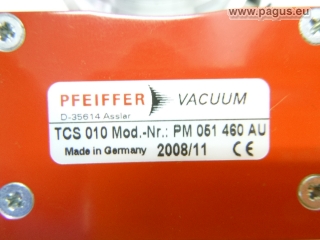 www.pagus.eu
PFEIFFER VACUUM
D-35614 Asslar
TCS 010 Mod.-Nr.: PM 051 460 AU
Made in Germany 2008/11 CE